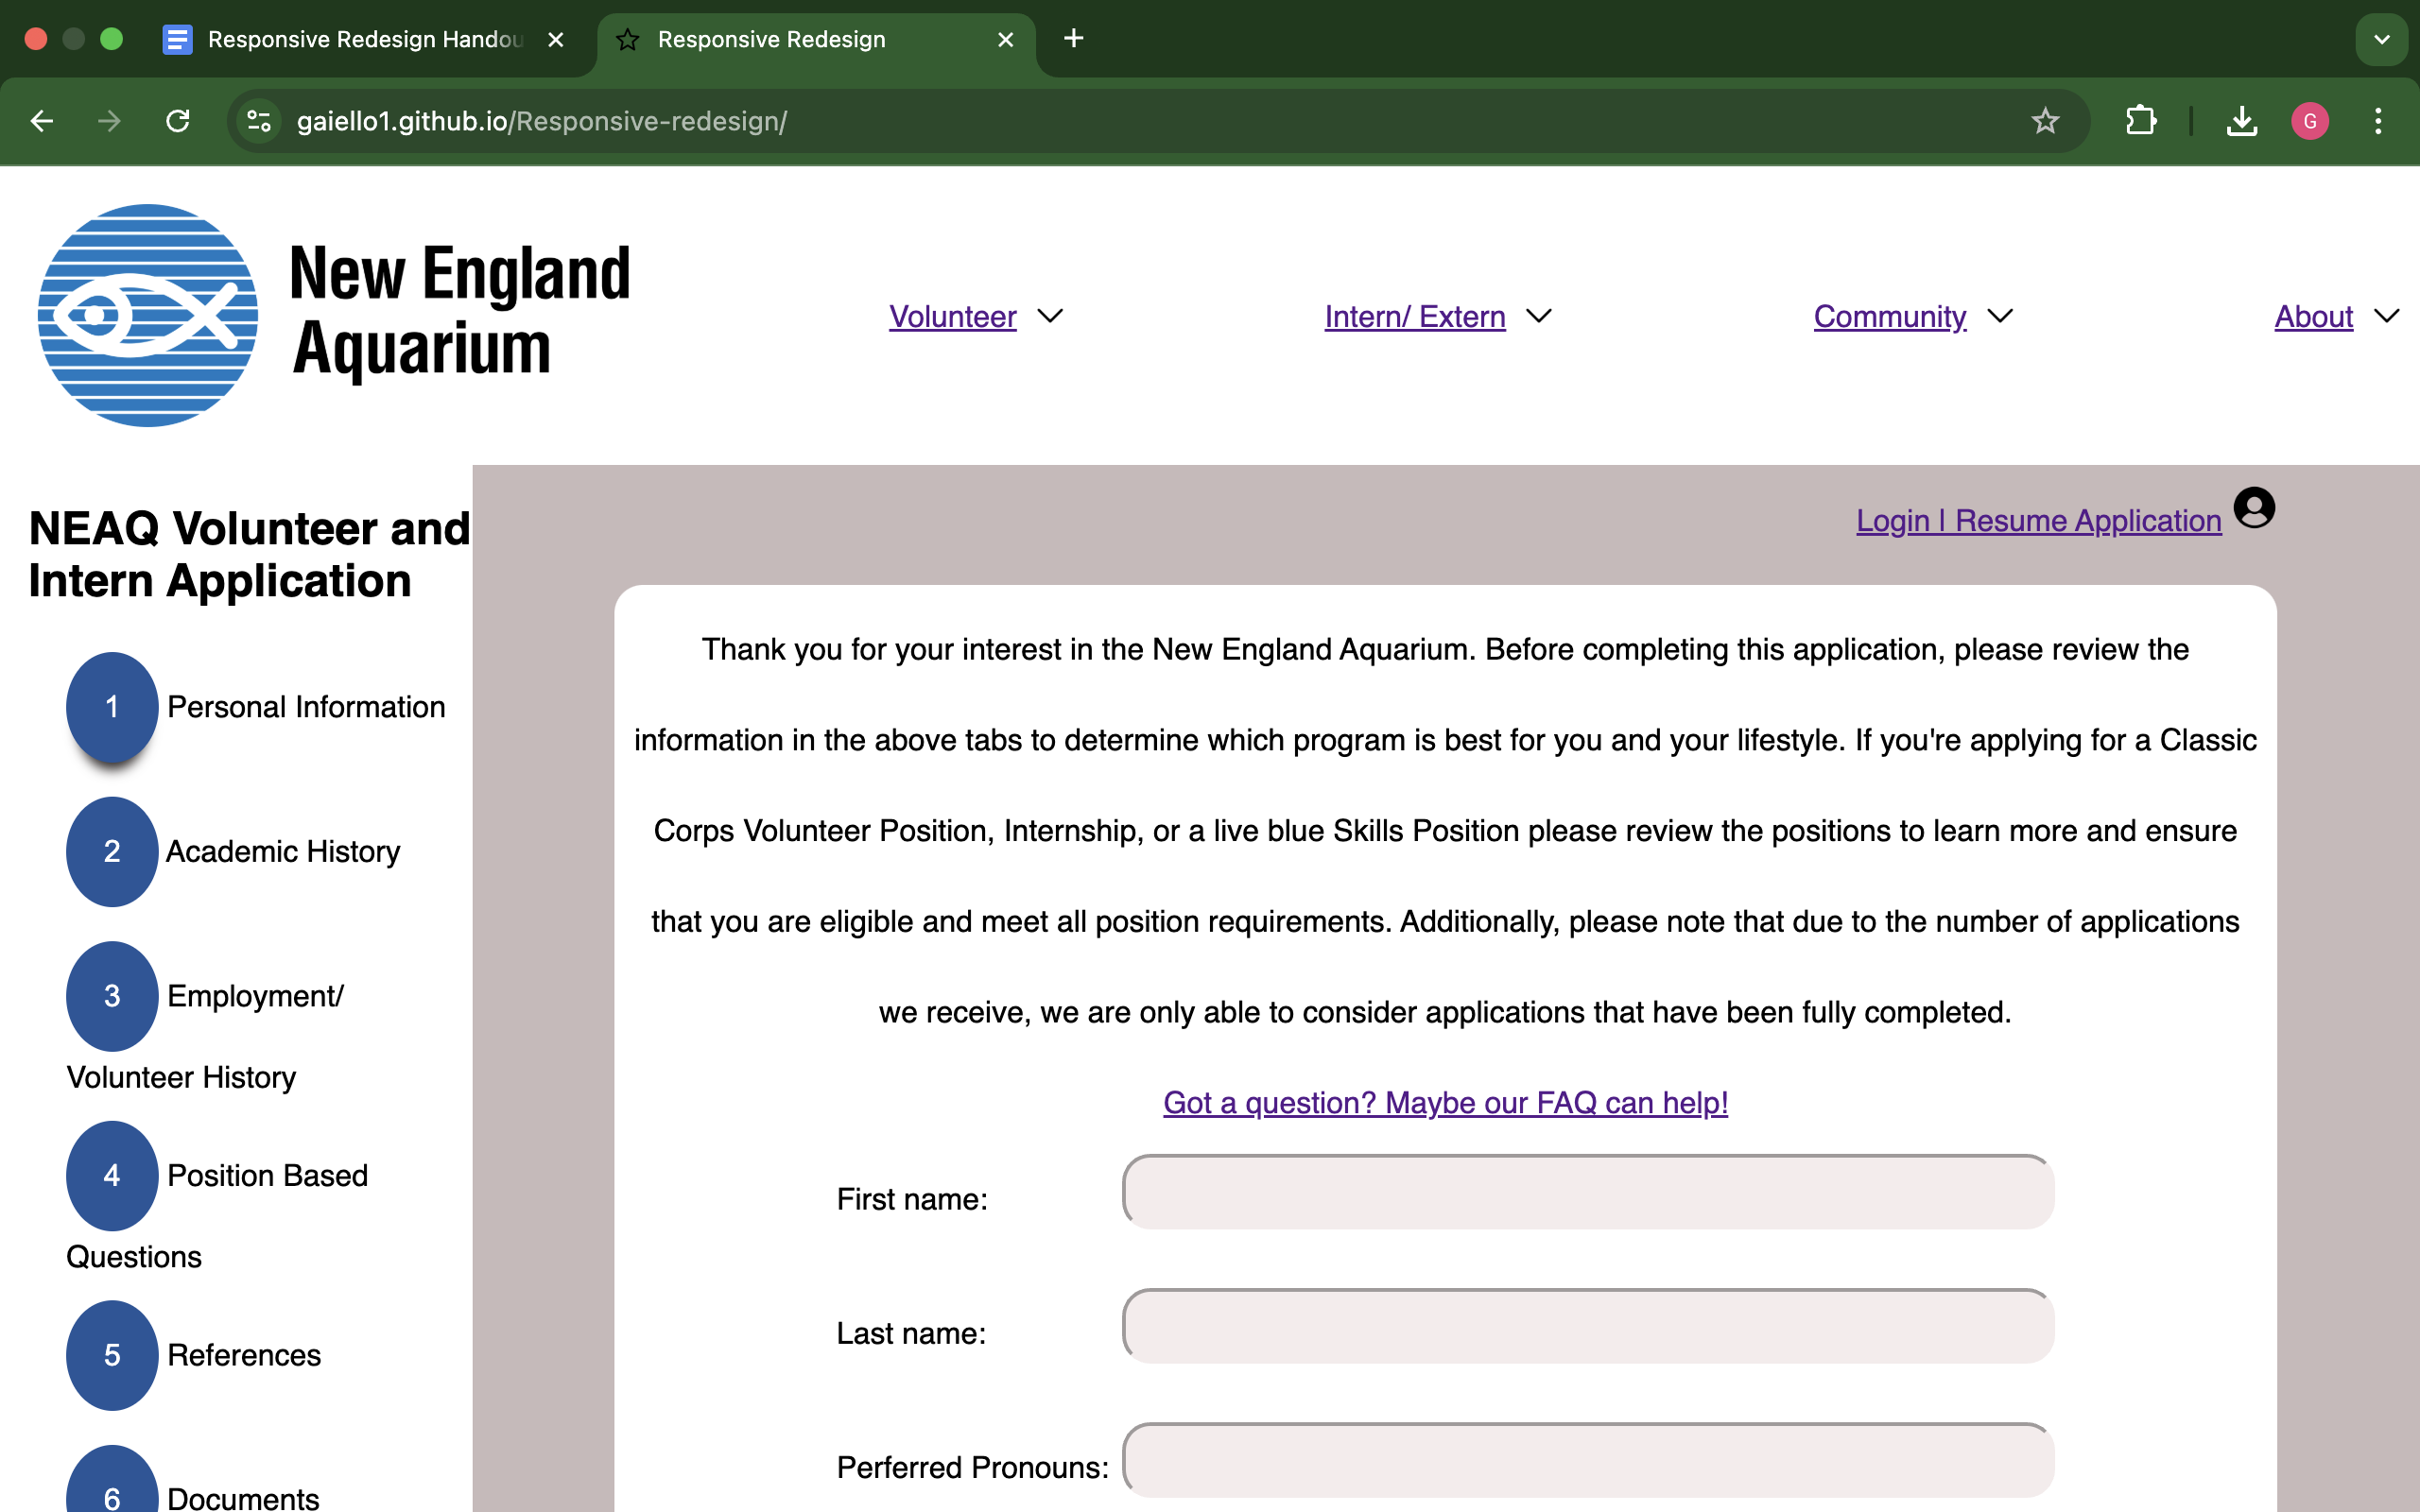 Responsive Redesign Handou
Responsive Redesign
gaiello1.github.io/Responsive-redesign/
G
New England
Aquarium
Volunteer
Intern/ Extern
Community
About
NEAQ Volunteer and
Intern Application
1 Personal Information
2 Academic History
3 Employment/
Volunteer History
4 Position Based
Questions
5 References
6 Documents
Login | Resume Application
Thank you for your interest in the New England Aquarium. Before completing this application, please review the
information in the above tabs to determine which program is best for you and your lifestyle. If you're applying for a Classic
Corps Volunteer Position, Internship, or a live blue Skills Position please review the positions to learn more and ensure
that you are eligible and meet all position requirements. Additionally, please note that due to the number of applications
we receive, we are only able to consider applications that have been fully completed.
Got a question? Maybe our FAQ can help!
First name:
Last name:
Perferred Pronouns: